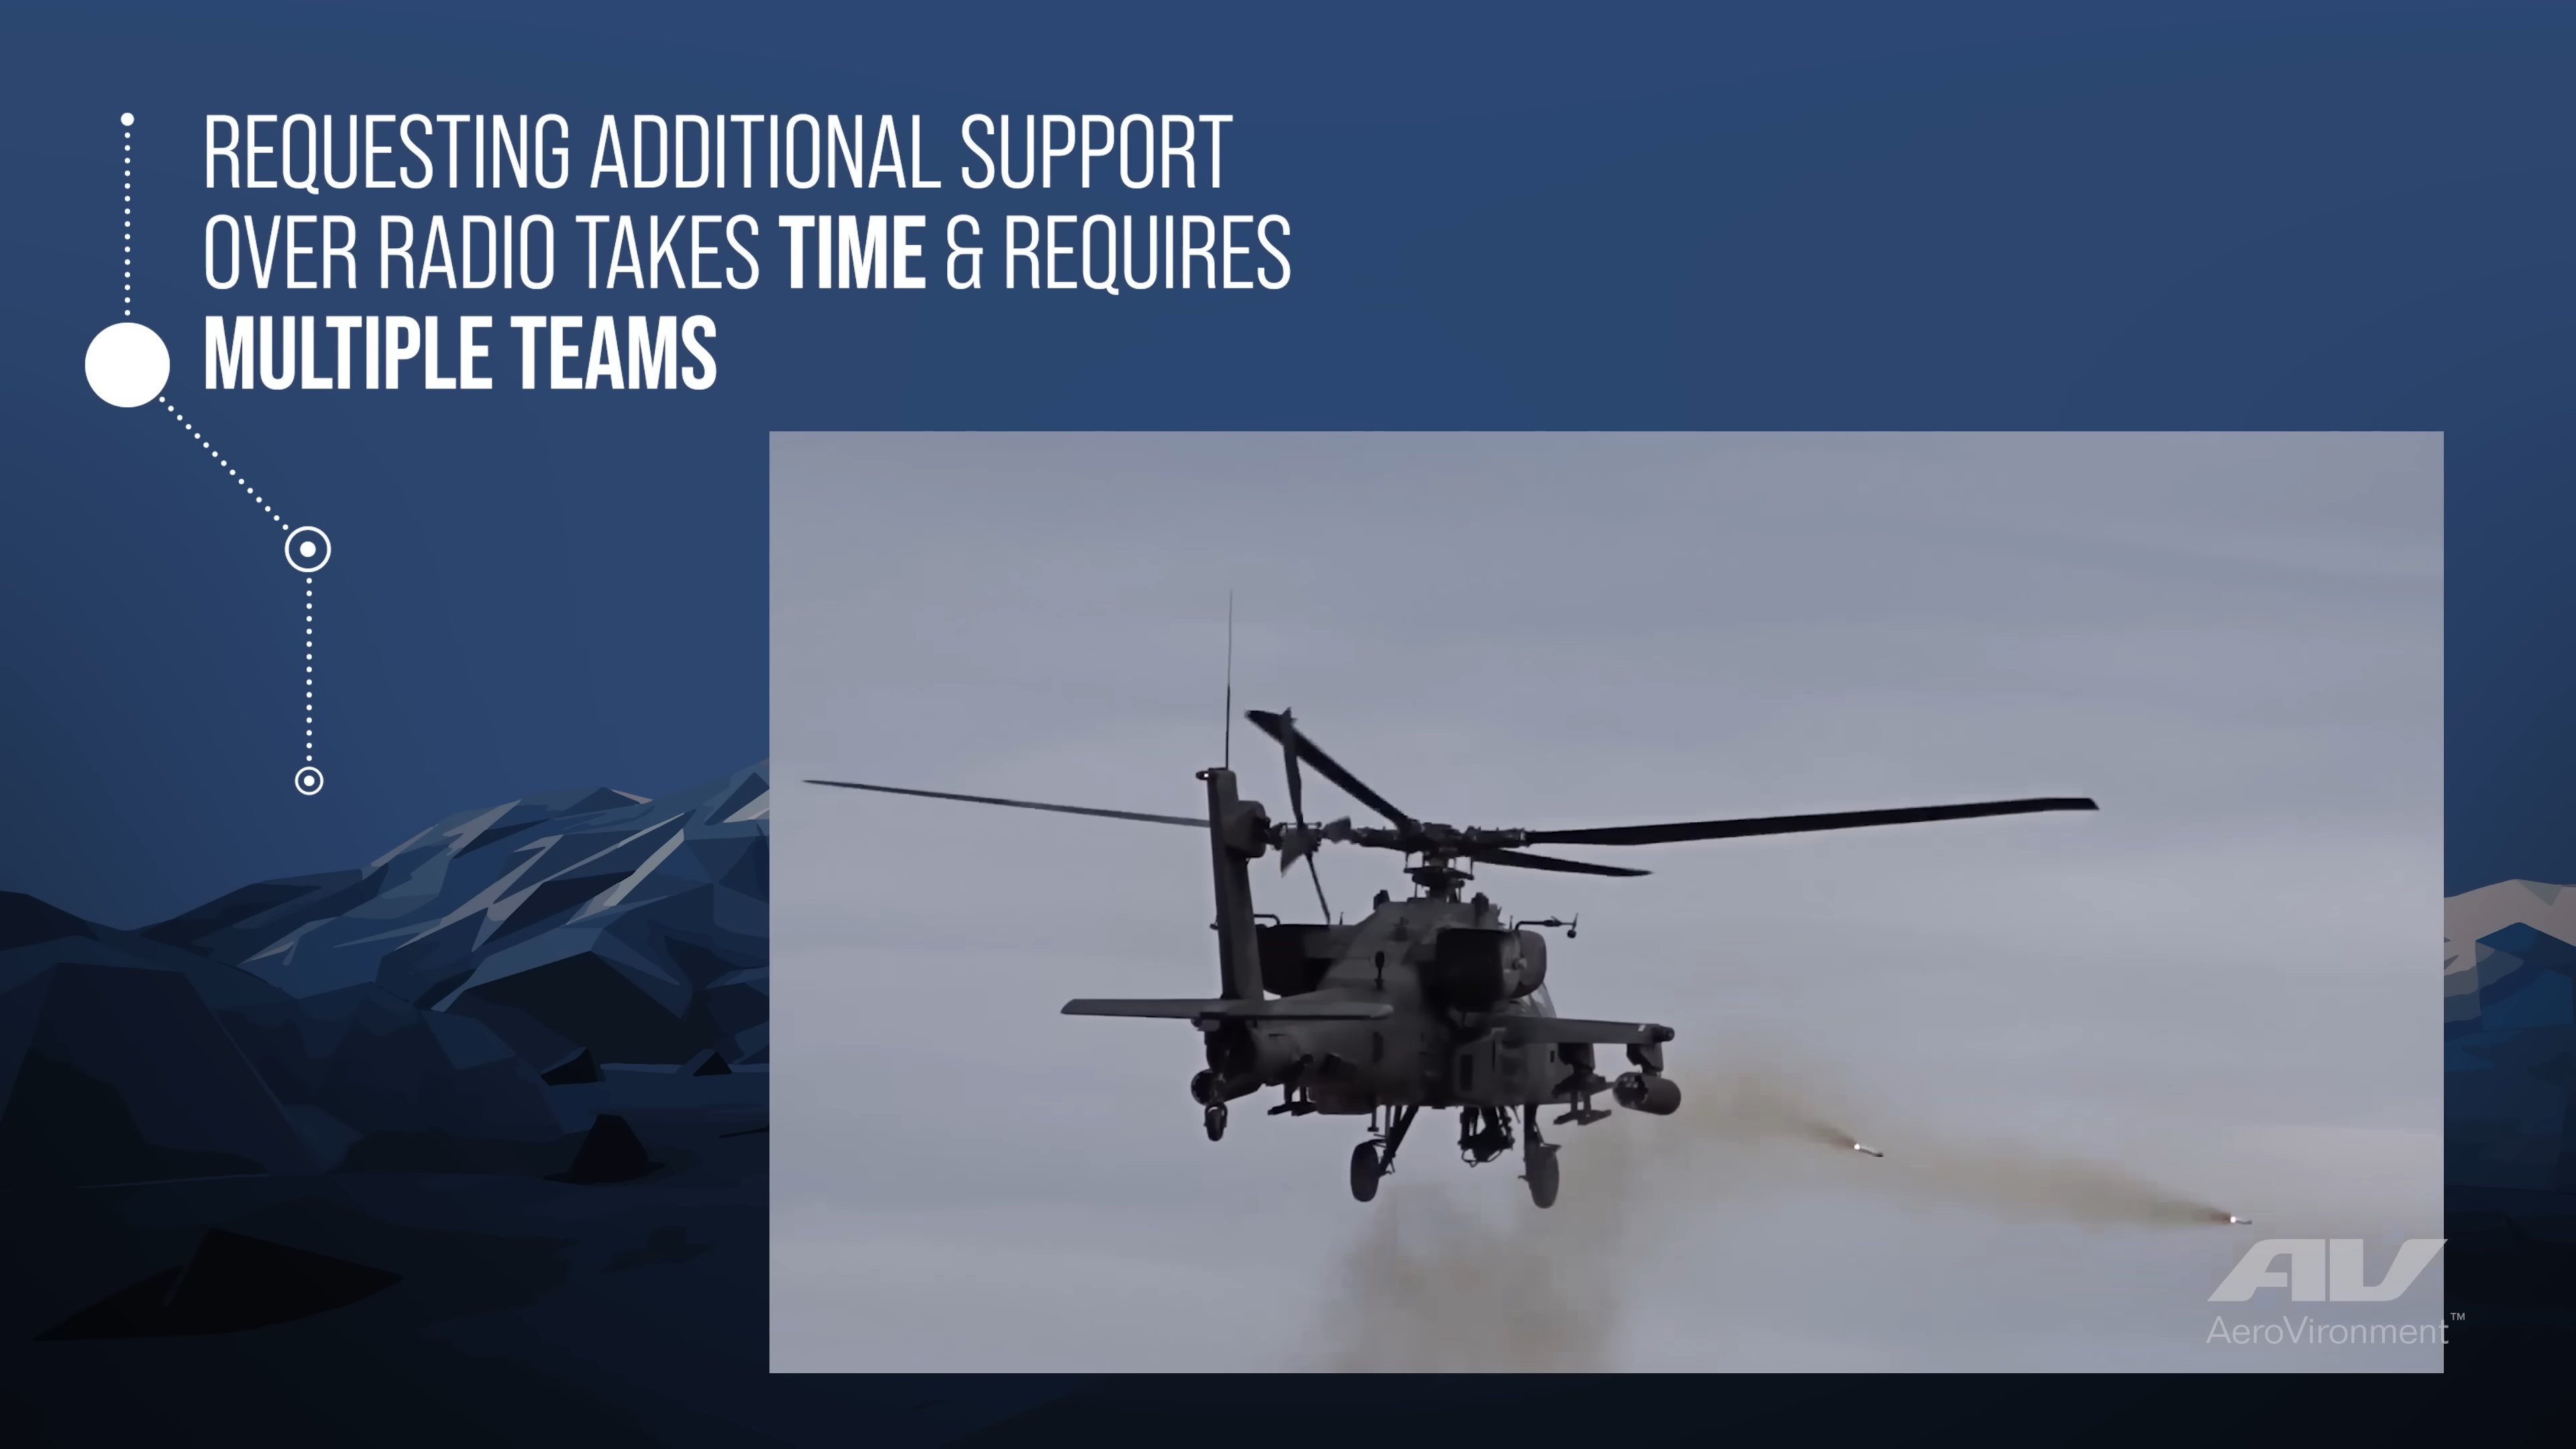 REQUESTING ADDITIONAL SUPPORT
OVER RADIO TAKES TIME & REQUIRES
MULTIPLE TEAMS
AV
AeroVironment™